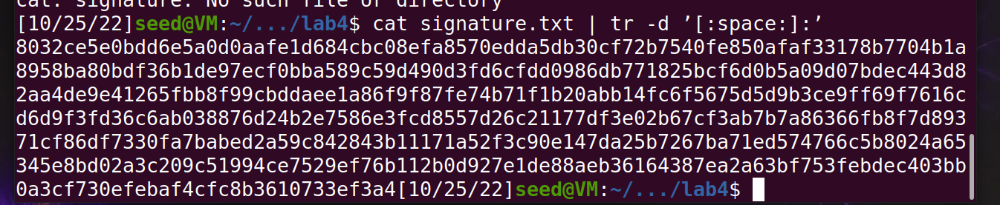 cat: signature: No such file or directory
[10/25/22]seed@VM:~/.../lab4$ cat signature.txt | tr -d ’[:space:]:’
8032ce5e0bdd6e5a0d0aafe1d684cbc08efa8570edda5db30cf72b7540fe850afaf33178b7704b1a
8958ba80bdf36b1de97ecf0bba589c59d490d3fd6cfdd0986db771825bcf6d0b5a09d07bdec443d8
2aa4de9e41265fbb8f99cbddaee1a86f9f87fe74b71f1b20abb14fc6f5675d5d9b3ce9ff69f7616c
d6d9f3fd36c6ab038876d24b2e7586e3fcd8557d26c21177df3e02b67cf3ab7b7a86366fb8f7d893
71cf86df7330fa7babed2a59c842843b11171a52f3c90e147da25b7267ba71ed574766c5b8024a65
345e8bd02a3c209c51994ce7529ef76b112b0d927e1de88aeb36164387ea2a63bf753febdec403bb
0a3cf730efebaf4cfc8b3610733ef3a4[10/25/22]seed@VM:~/.../lab4$